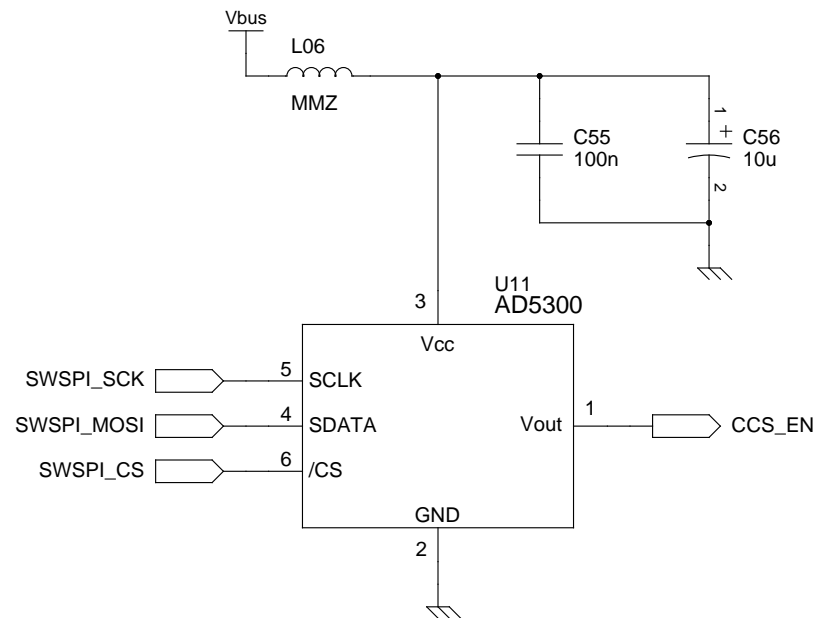 Vbus
L06
MMZ
1
+
C55
100n
C56
10u
2
U11
AD5300
3
Vcc
SWSPI_SCK
5
SCLK
SWSPI_MOSI
4
SDATA
Vout
1
CCS_EN
SWSPI_CS
6
/CS
GND
2